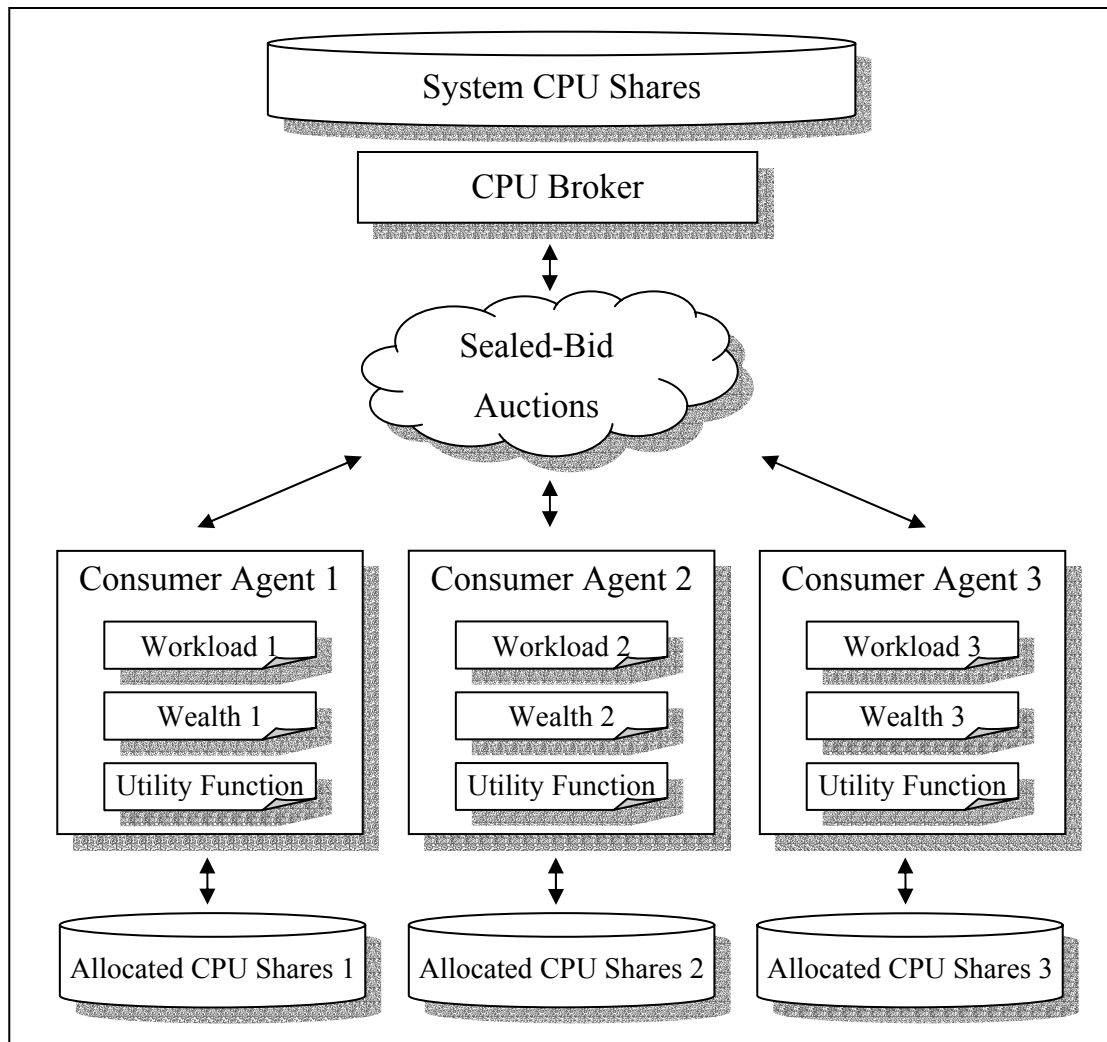 System CPU Shares
CPU Broker
Sealed-Bid
Auctions
Consumer Agent 1
Workload 1
Wealth 1
Utility Function
Consumer Agent 2
Workload 2
Wealth 2
Utility Function
Consumer Agent 3
Workload 3
Wealth 3
Utility Function
Allocated CPU Shares 1
Allocated CPU Shares 2
Allocated CPU Shares 3